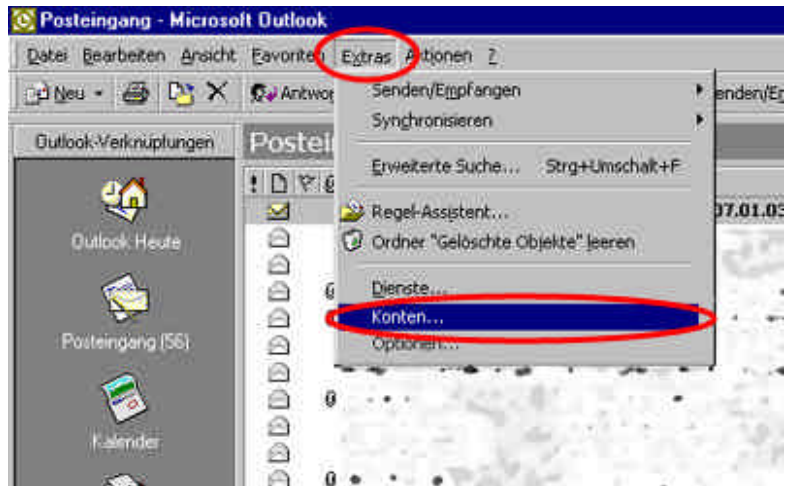 Posteingang - Microsoft Outlook
Datei Bearbeiten Ansicht Favoriten Extras Aktionen ?
Neu Antwor enden/E
Outlook-Verknüpfungen
Postei
Senden/Empfangen
Synchronisieren
Erweiterte Suche... Strg+Umschalt+F
Regel-Assistent...
Ordner "Gelöschte Objekte" leeren
Dienste...
Konten...
Optionen...
07.01.03
Outlook Heute
Posteingang (56)
Kalender